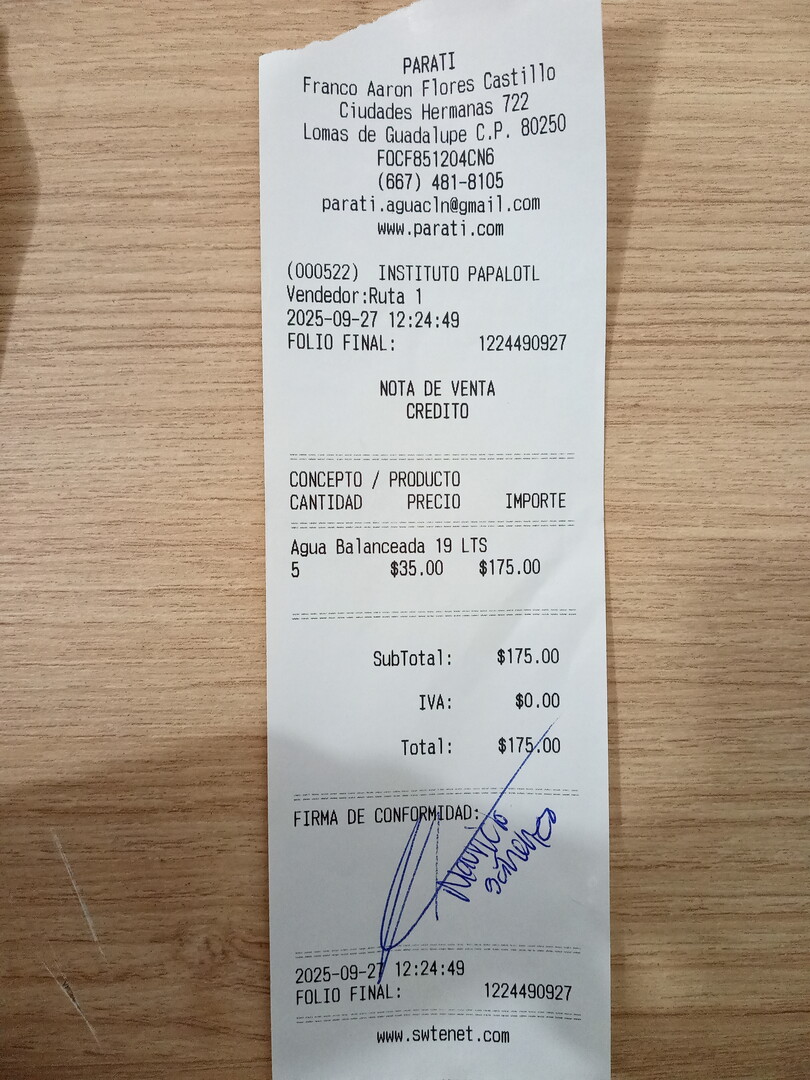 PARATI
Franco Aaron Flores Castillo
Ciudades Hermanas 722
Lomas de Guadalupe C.P. 80250
FOCF851204CN6
(667) 481-8105
parati.aguacln@gmail.com
www.parati.com
(000522) INSTITUTO PAPALOTL
Vendedor:Ruta 1
2025-09-27 12:24:49
FOLIO FINAL: 1224490927
NOTA DE VENTA
CREDITO
CONCEPTO / PRODUCTO
CANTIDAD PRECIO IMPORTE
Agua Balanceada 19 LTS
5 $35.00 $175.00
SubTotal: $175.00
IVA: $0.00
Total: $175.00
FIRMA DE CONFORMIDAD:
2025-09-27 12:24:49
FOLIO FINAL: 1224490927
www.swtenet.com